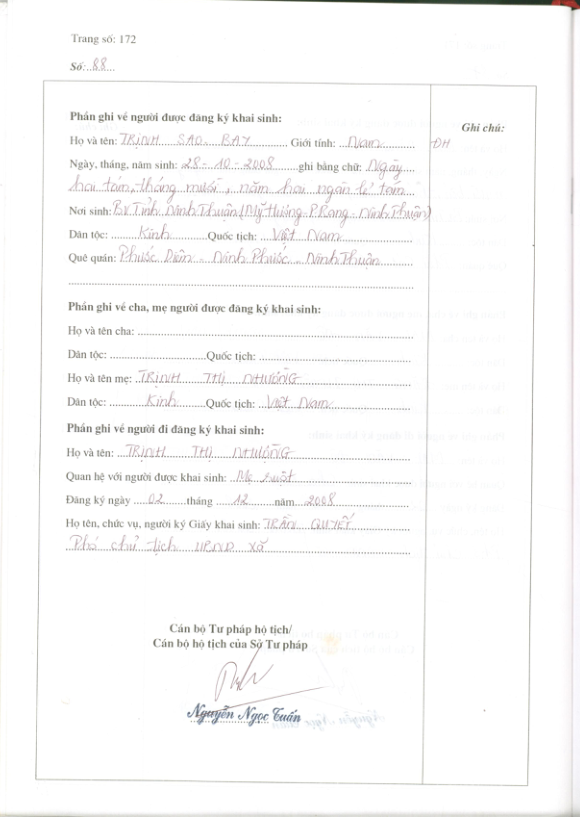 Trang số: 172
Số: 88
Phần ghi về người được đăng ký khai sinh:
Ghi chú:
Họ và tên: TRỊNH SAO BAY Giới tính: Nam
ĐH
Ngày, tháng, năm sinh: 28-10-2008 ghi bằng chữ: Ngày
hai tám, tháng mười, năm hai ngàn lẻ tám
Nơi sinh: BV Tỉnh Ninh Thuận (Mỹ Hương - P.Rang - Ninh Thuận)
Dân tộc: Kinh Quốc tịch: Việt Nam
Quê quán: Phước Diêm - Ninh Phước - Ninh Thuận
Phần ghi về cha, mẹ người được đăng ký khai sinh:
Họ và tên cha:
Dân tộc: Quốc tịch:
Họ và tên mẹ: TRỊNH THỊ
Dân tộc: Kinh Quốc tịch: Việt Nam
Phần ghi về người đi đăng ký khai sinh:
Họ và tên: TRỊNH THỊ
Quan hệ với người được khai sinh: Mẹ ruột
Đăng ký ngày 02 tháng 12 năm 2008
Họ tên, chức vụ, người ký Giấy khai sinh: TRẦN QUYẾT
Phó chủ tịch UBND xã
Cán bộ Tư pháp hộ tịch/
Cán bộ hộ tịch của Sở Tư pháp
Nguyễn Ngọc Tuấn